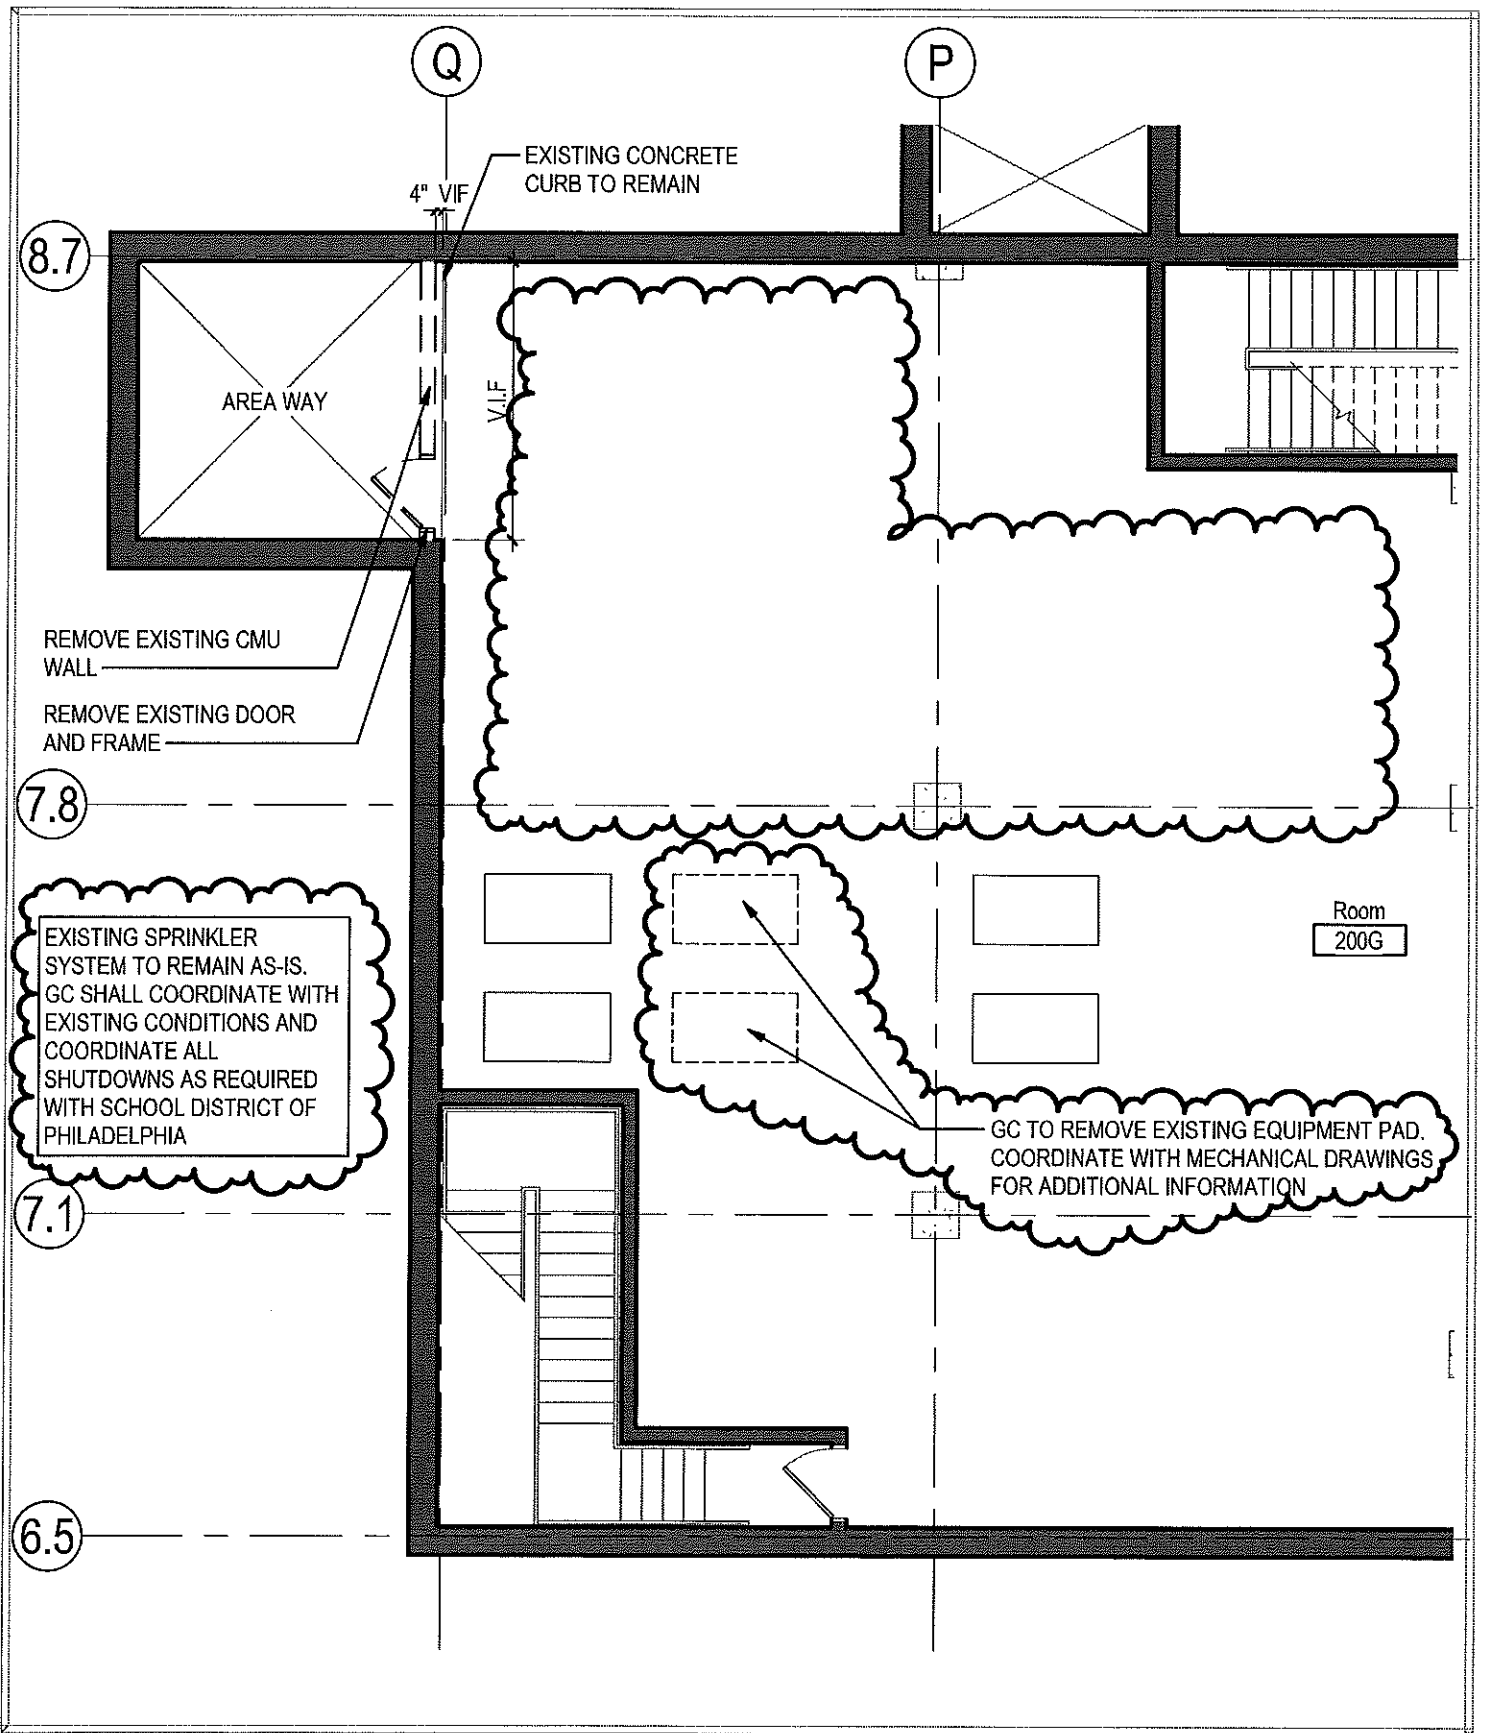 Q
P
EXISTING CONCRETE
CURB TO REMAIN
4" VIF
8.7
AREA WAY
V.I.F
REMOVE EXISTING CMU
WALL
REMOVE EXISTING DOOR
AND FRAME
7.8
EXISTING SPRINKLER
SYSTEM TO REMAIN AS-IS.
GC SHALL COORDINATE WITH
EXISTING CONDITIONS AND
COORDINATE ALL
SHUTDOWNS AS REQUIRED
WITH SCHOOL DISTRICT OF
PHILADELPHIA
Room
200G
GC TO REMOVE EXISTING EQUIPMENT PAD.
COORDINATE WITH MECHANICAL DRAWINGS
FOR ADDITIONAL INFORMATION
7.1
6.5